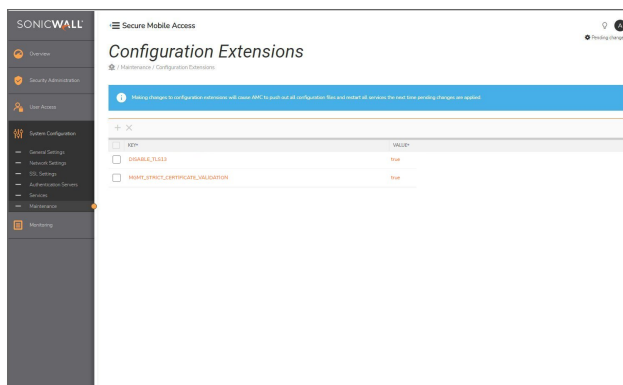 SONICWALL
Secure Mobile Access
A
Pending change
Configuration Extensions
/ Maintenance / Configuration Extensions
Overview
Security Administration
User Access
System Configuration
General Settings
Network Settings
SSL Settings
Authentication Servers
Services
Maintenance
Monitoring
Making changes to configuration extensions will cause AMC to push out all configuration files and restart all services the next time pending changes are applied.
KEY VALUE
DISABLE_TLS13 true
MGMT_STRICT_CERTIFICATE_VALIDATION true